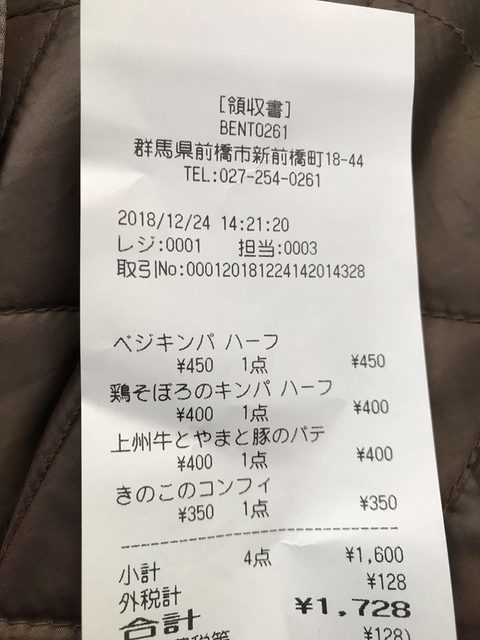 [領収書]
BENTO261
群馬県前橋市新前橋町18-44
TEL:027-254-0261
2018/12/24 14:21:20
レジ:0001 担当:0003
取引No:000120181224142014328
ベジキンパ ハーフ
¥450 1点 ¥450
鶏そぼろのキンパ ハーフ
¥400 1点 ¥400
上州牛とやまと豚のパテ
¥400 1点 ¥400
きのこのコンフィ
¥350 1点 ¥350
小計 4点 ¥1,600
外税計 ¥128
合計 ¥1,728
¥128)